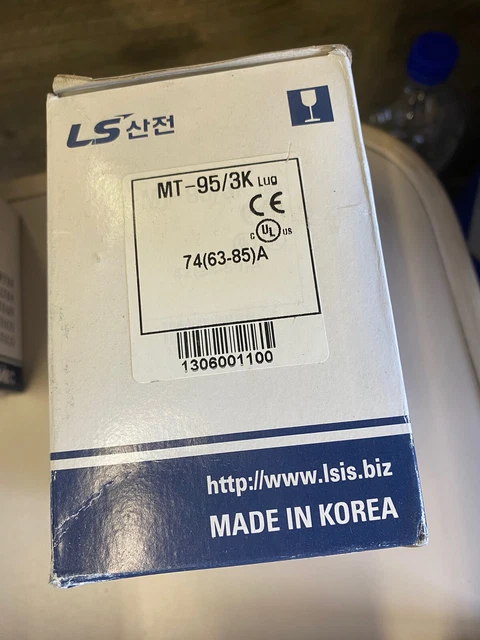 LS산전
MT-95/3K Lug
CE
c UL us
74(63-85)A
1306001100
http://www.lsis.biz
MADE IN KOREA